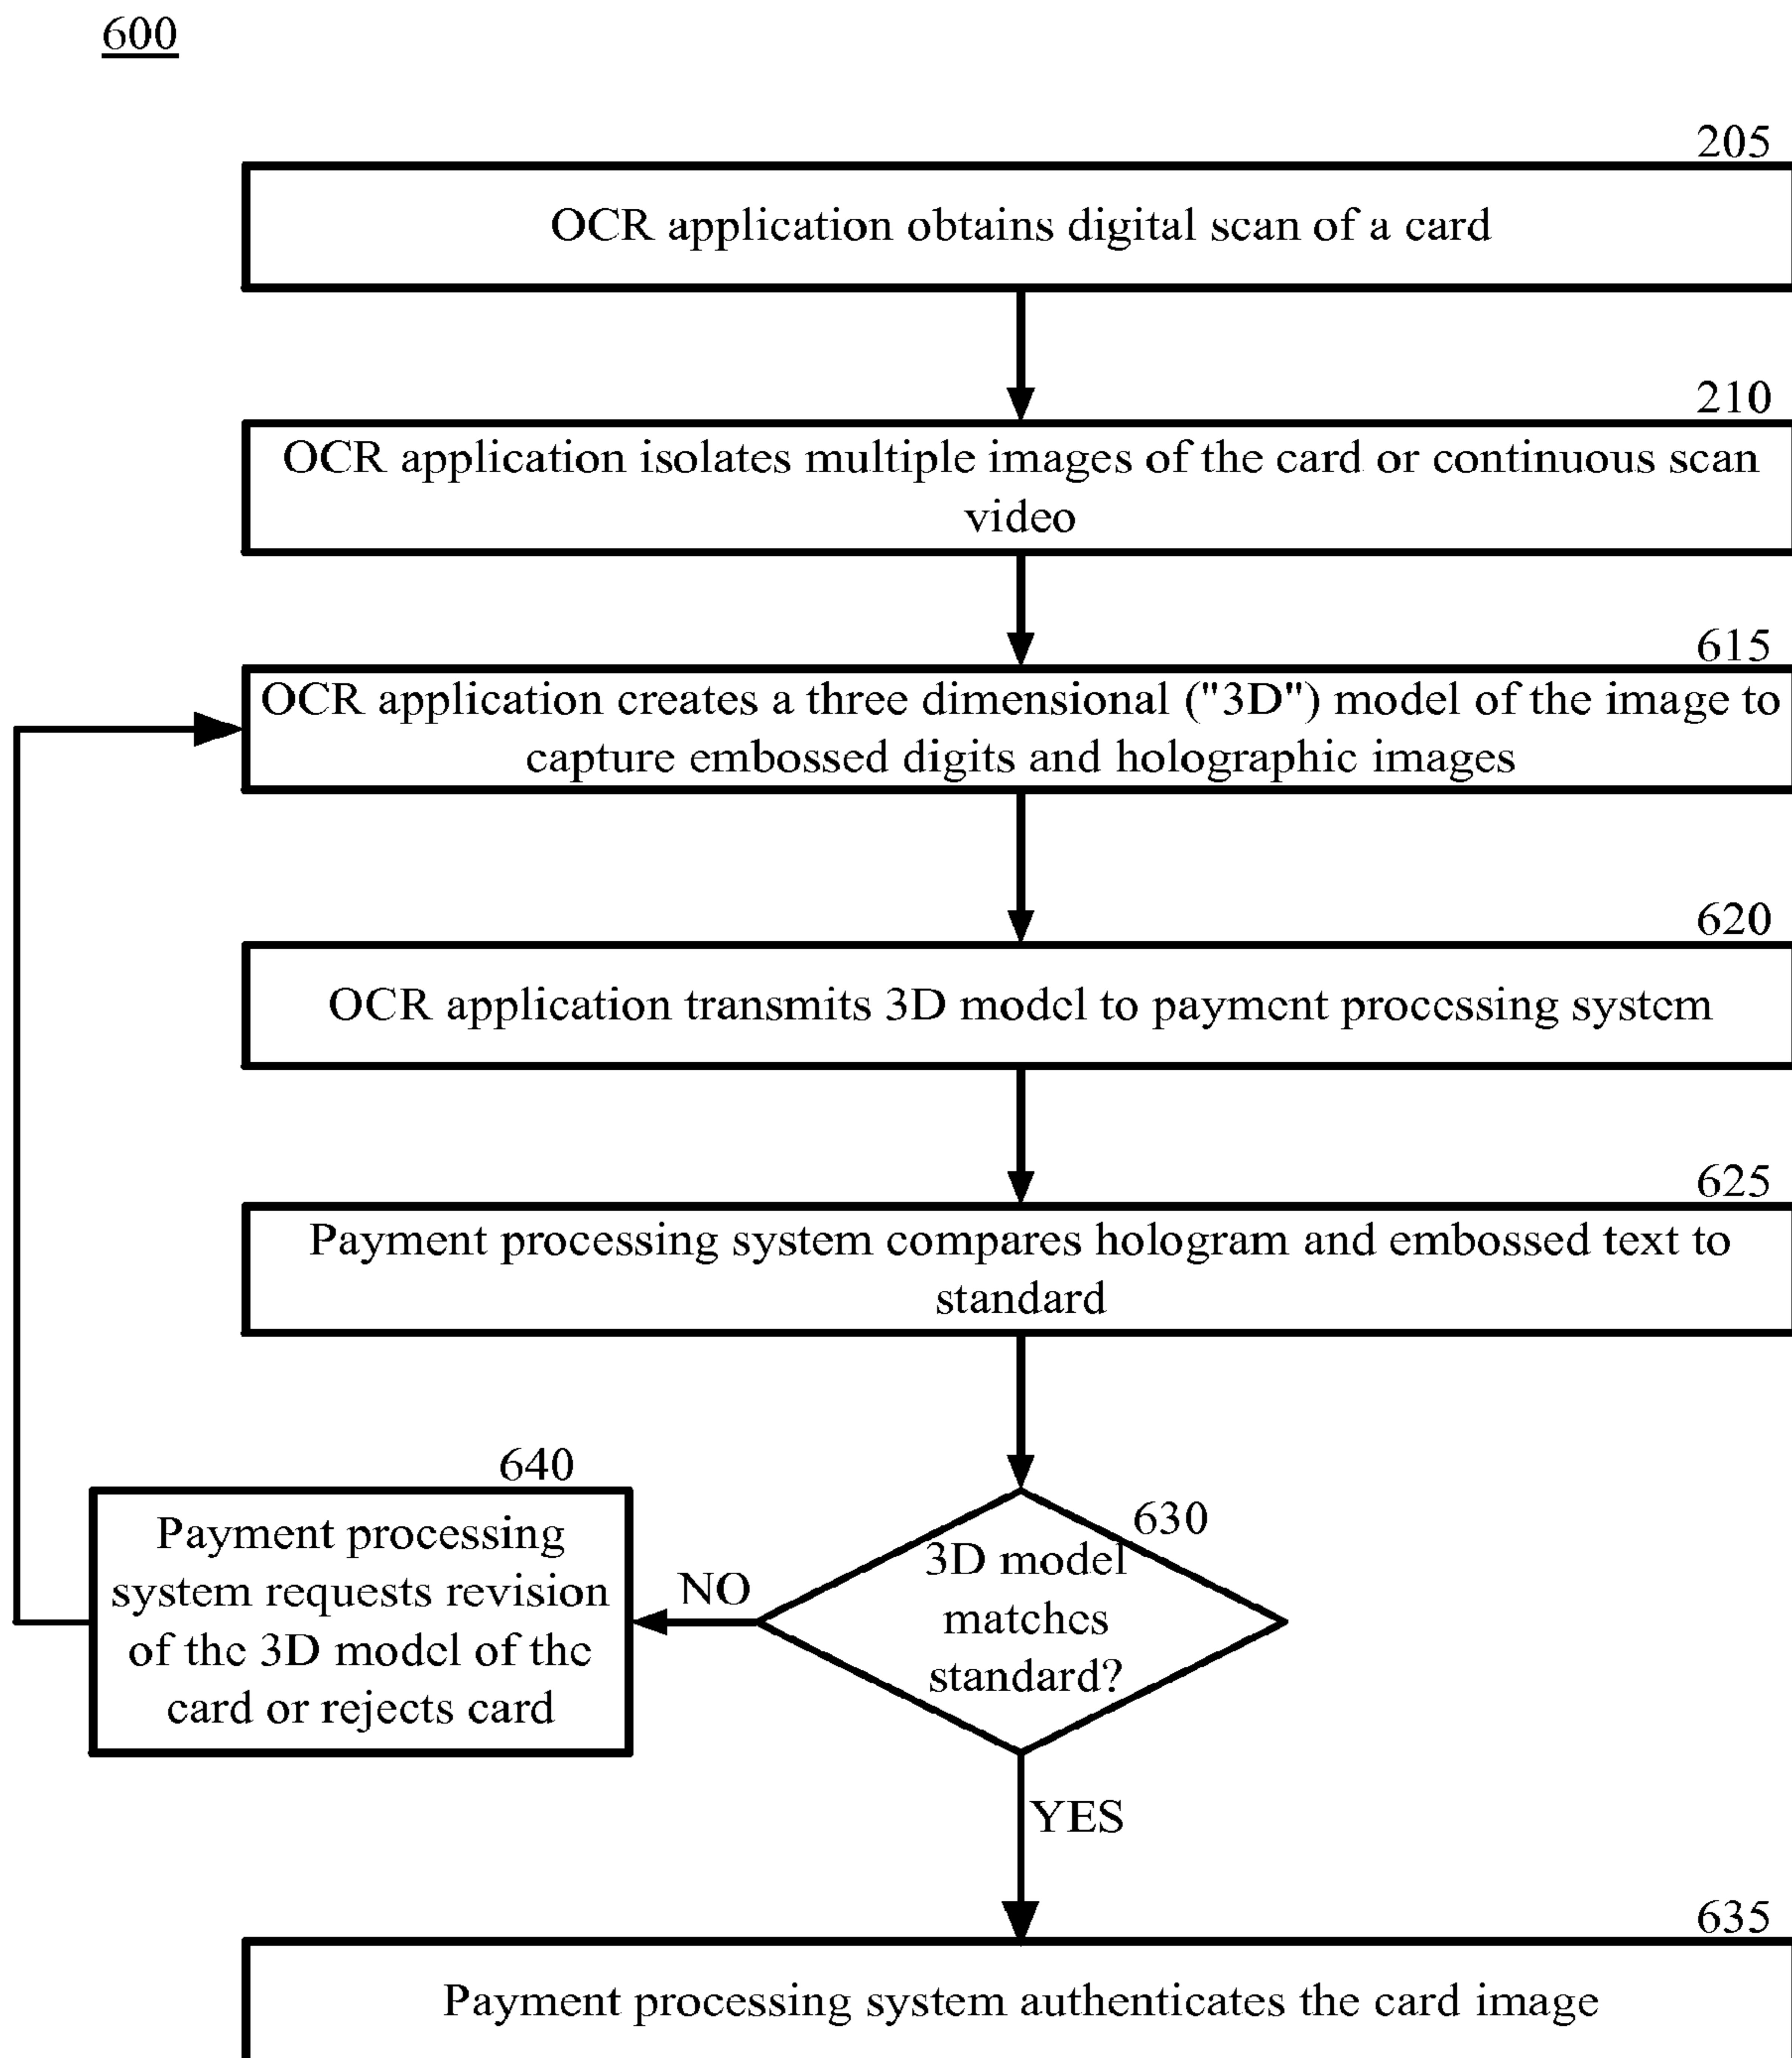 600
205
OCR application obtains digital scan of a card
210
OCR application isolates multiple images of the card or continuous scan
video
615
OCR application creates a three dimensional ("3D") model of the image to
capture embossed digits and holographic images
620
OCR application transmits 3D model to payment processing system
625
Payment processing system compares hologram and embossed text to
standard
640
Payment processing
system requests revision
of the 3D model of the
card or rejects card
NO
630
3D model
matches
standard?
YES
635
Payment processing system authenticates the card image